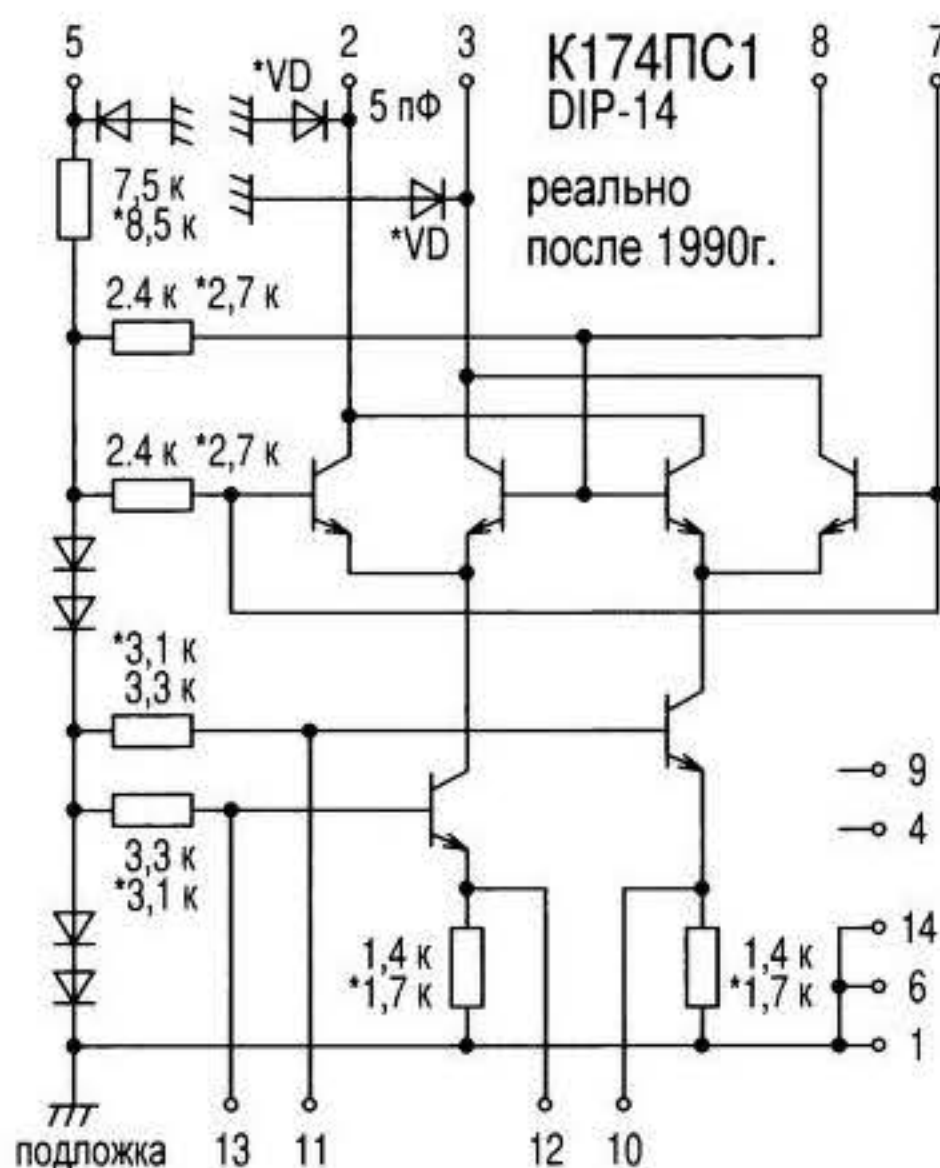 5 2 3 К174ПС1 8 7
DIP-14
*VD
5 пФ
7,5 к
*8,5 к
*VD
реально
после 1990г.
2.4 к *2,7 к
2.4 к *2,7 к
*3,1 к
3,3 к
3,3 к
*3,1 к
9
4
14
6
1
1,4 к
*1,7 к
1,4 к
*1,7 к
подложка 13 11 12 10